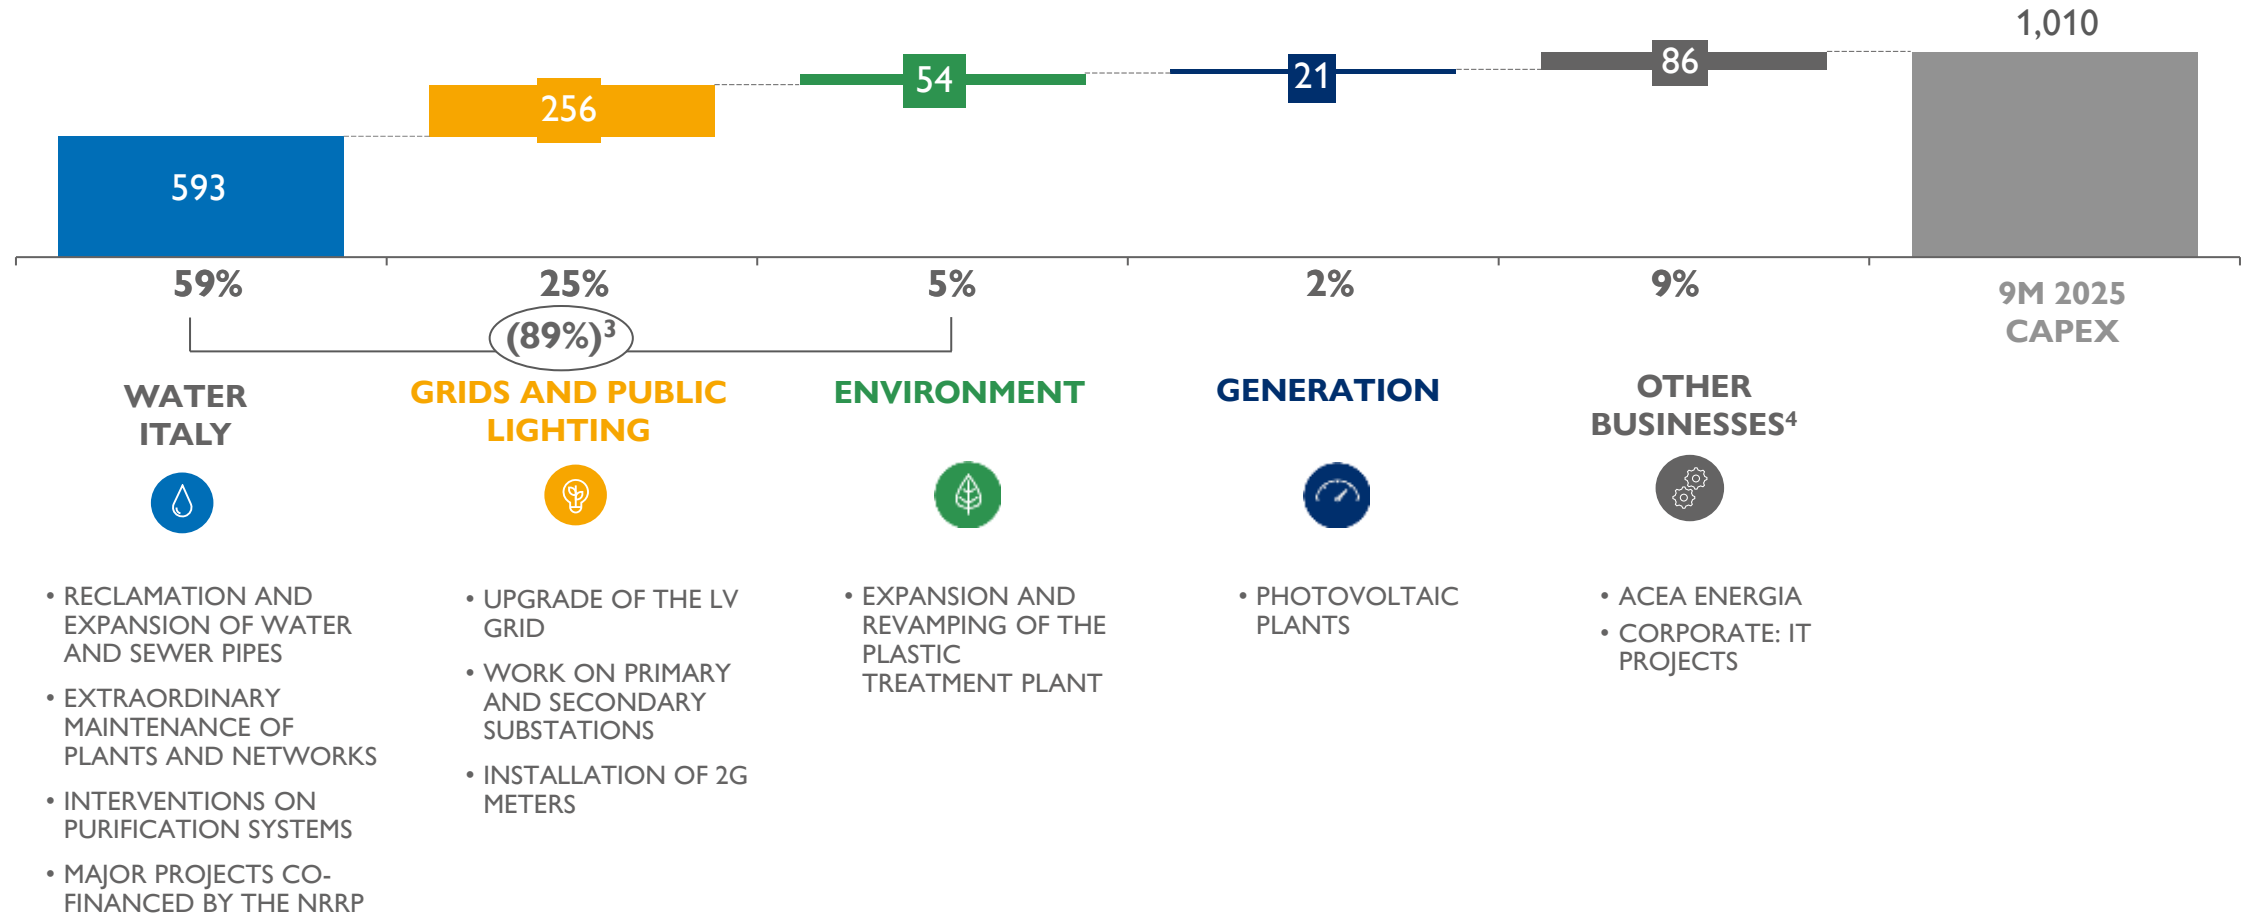 1,010
593
256
54
21
86
59%
25%
5%
2%
9%
9M 2025
CAPEX
(89%)³
WATER
ITALY
GRIDS AND PUBLIC
LIGHTING
ENVIRONMENT
GENERATION
OTHER
BUSINESSES⁴
• RECLAMATION AND
EXPANSION OF WATER
AND SEWER PIPES
• EXTRAORDINARY
MAINTENANCE OF
PLANTS AND NETWORKS
• INTERVENTIONS ON
PURIFICATION SYSTEMS
• MAJOR PROJECTS CO-
FINANCED BY THE NRRP
• UPGRADE OF THE LV
GRID
• WORK ON PRIMARY
AND SECONDARY
SUBSTATIONS
• INSTALLATION OF 2G
METERS
• EXPANSION AND
REVAMPING OF THE
PLASTIC
TREATMENT PLANT
• PHOTOVOLTAIC
PLANTS
• ACEA ENERGIA
• CORPORATE: IT
PROJECTS